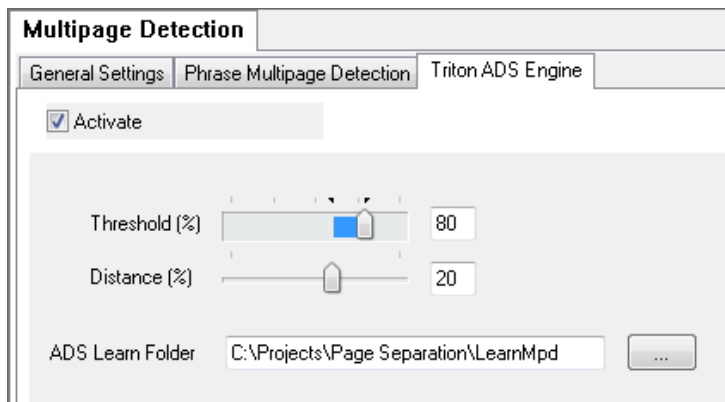 Multipage Detection
General Settings Phrase Multipage Detection Triton ADS Engine
Activate
Threshold (%) 80
Distance (%) 20
ADS Learn Folder C:\Projects\Page Separation\LearnMpd ...